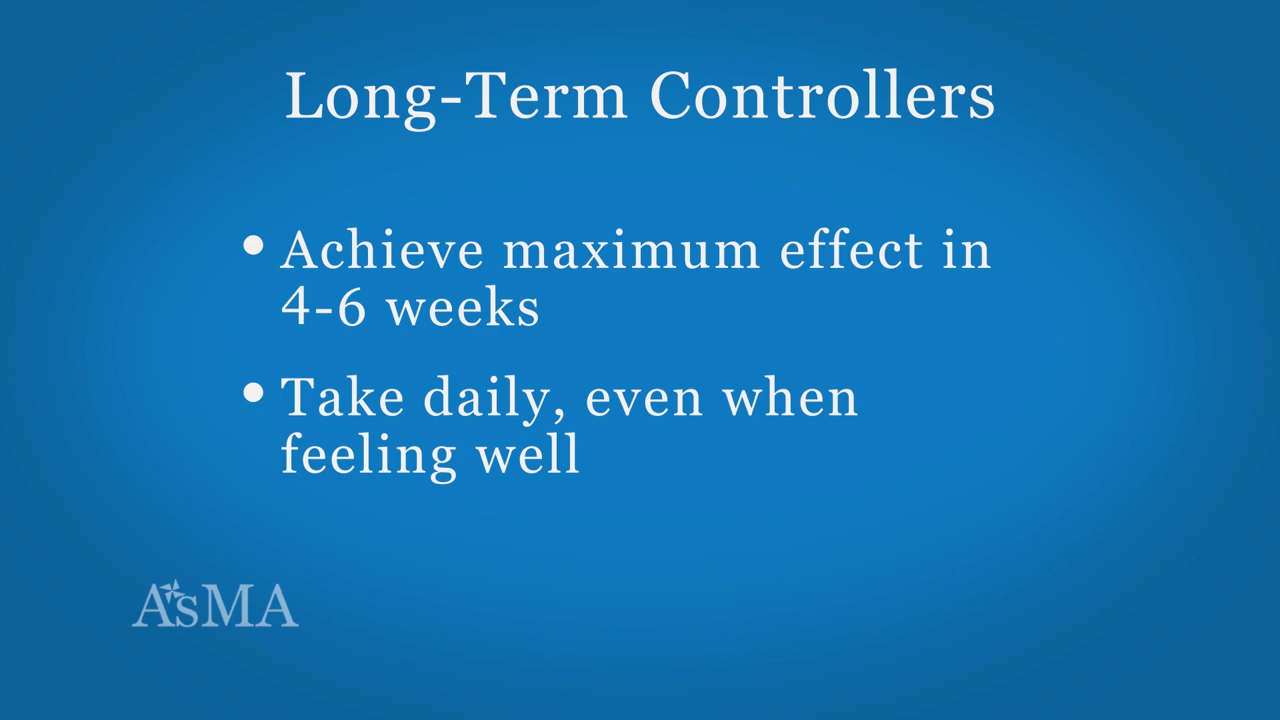 Long-Term Controllers
• Achieve maximum effect in
4-6 weeks
• Take daily, even when
feeling well
AsMA